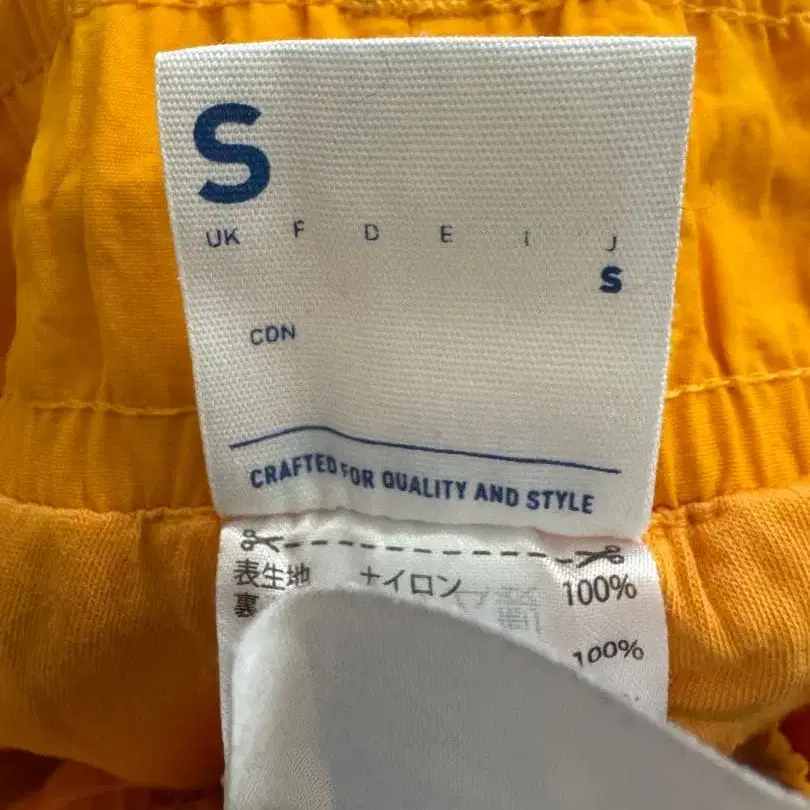 S
UK F D E I J
S
CDN
CRAFTED FOR QUALITY AND STYLE
表生地 ナイロン 100%
裏
100%